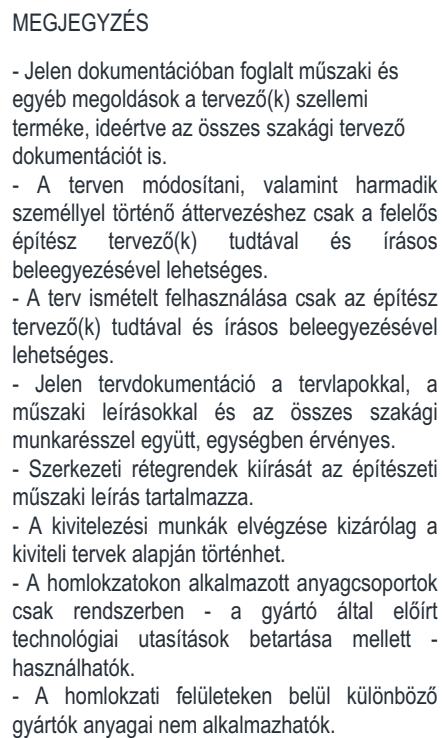 MEGJEGYZÉS
- Jelen dokumentációban foglalt műszaki és
egyéb megoldások a tervező(k) szellemi
terméke, ideértve az összes szakági tervező
dokumentációt is.
- A terven módosítani, valamint harmadik
személlyel történő áttervezéshez csak a felelős
építész tervező(k) tudtával és írásos
beleegyezésével lehetséges.
- A terv ismételt felhasználása csak az építész
tervező(k) tudtával és írásos beleegyezésével
lehetséges.
- Jelen tervdokumentáció a tervlapokkal, a
műszaki leírásokkal és az összes szakági
munkarésszel együtt, egységben érvényes.
- Szerkezeti rétegrendek kiírását az építészeti
műszaki leírás tartalmazza.
- A kivitelezési munkák elvégzése kizárólag a
kiviteli tervek alapján történhet.
- A homlokzatokon alkalmazott anyagcsoportok
csak rendszerben - a gyártó által előírt
technológiai utasítások betartása mellett -
használhatók.
- A homlokzati felületeken belül különböző
gyártók anyagai nem alkalmazhatók.